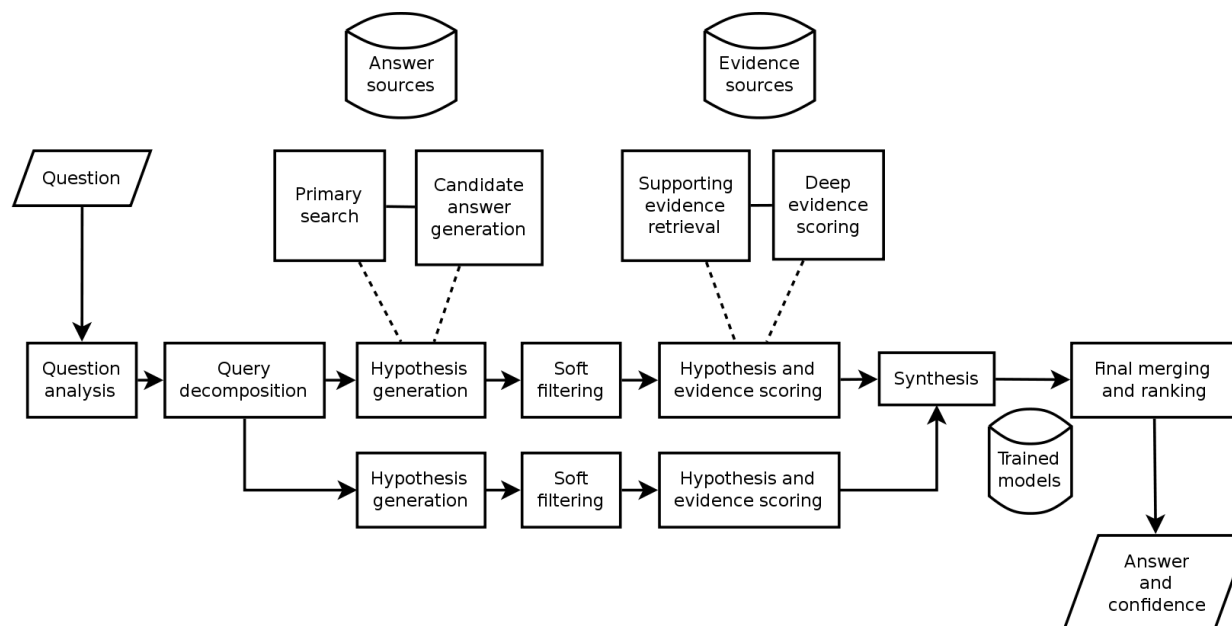 Answer
sources
Evidence
sources
Question
Primary
search
Candidate
answer
generation
Supporting
evidence
retrieval
Deep
evidence
scoring
Question
analysis
Query
decomposition
Hypothesis
generation
Soft
filtering
Hypothesis and
evidence scoring
Synthesis
Final merging
and ranking
Trained
models
Hypothesis
generation
Soft
filtering
Hypothesis and
evidence scoring
Answer
and
confidence